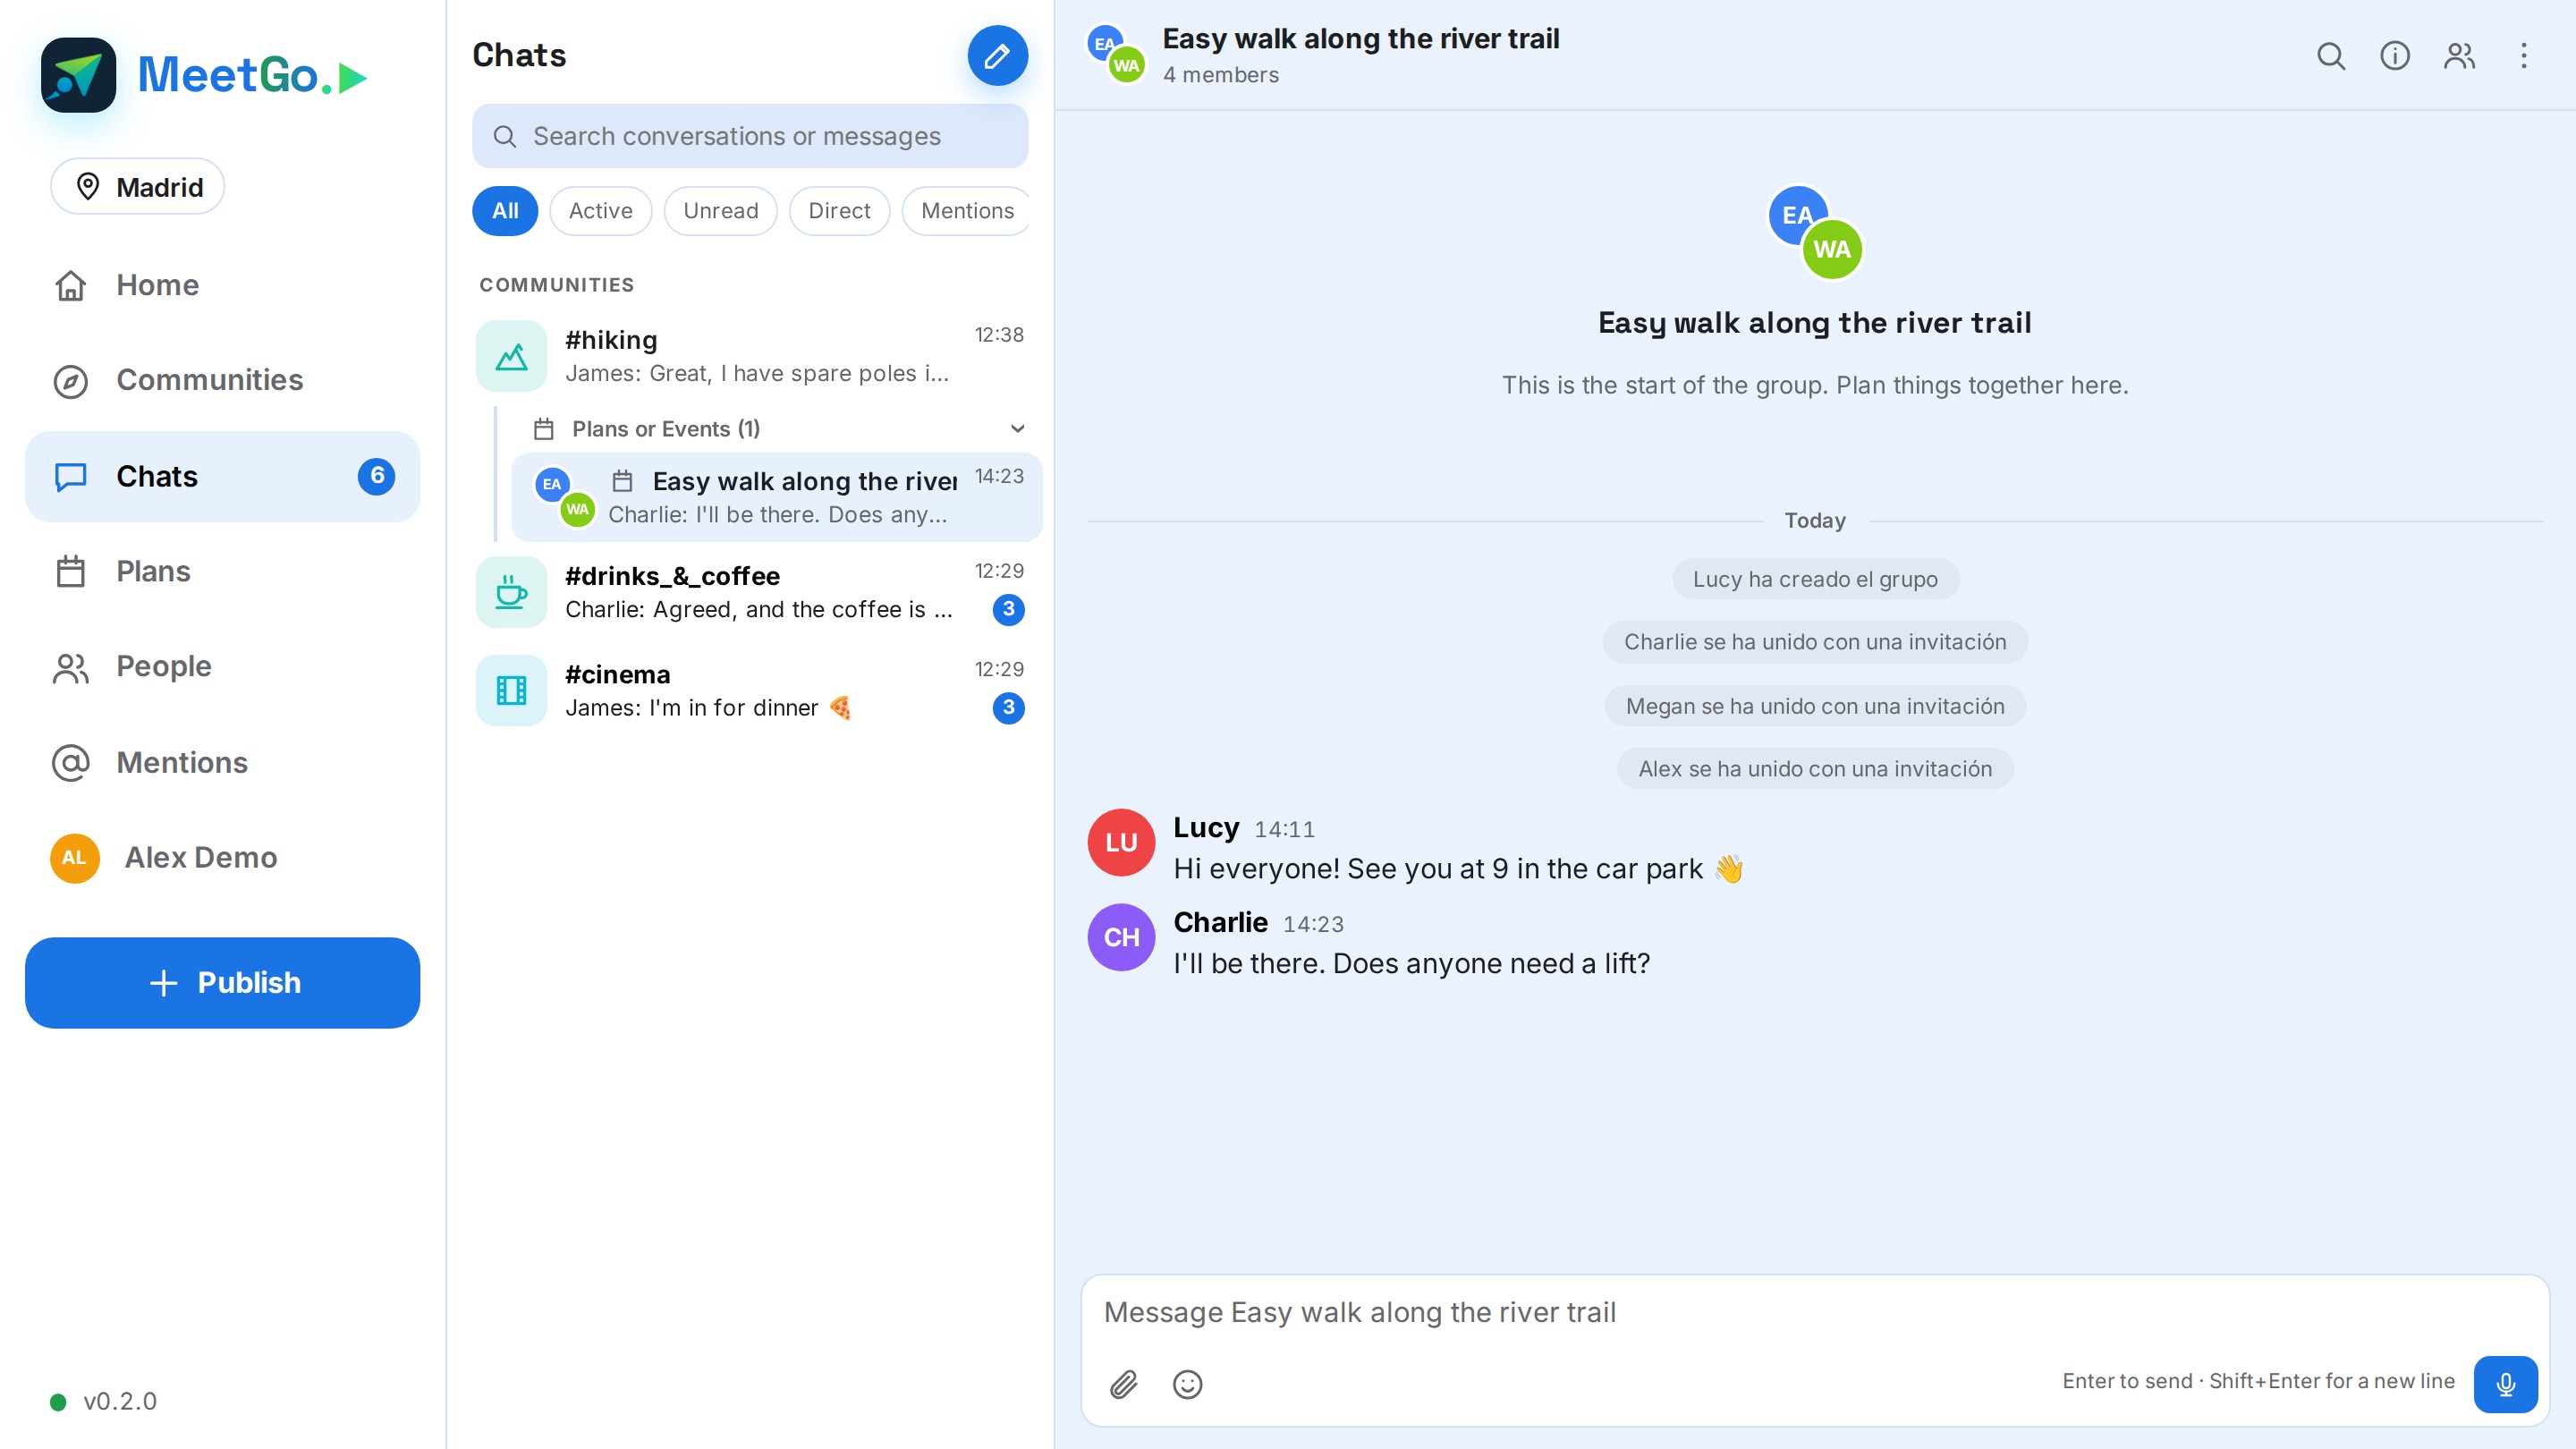 MeetGo.
Madrid
Home
Communities
Chats 6
Plans
People
Mentions
AL Alex Demo
Publish
v0.2.0
Chats
Search conversations or messages
All Active Unread Direct Mentions
COMMUNITIES
#hiking 12:38
James: Great, I have spare poles i...
Plans or Events (1)
EA WA Easy walk along the river 14:23
Charlie: I'll be there. Does any...
#drinks_&_coffee 12:29
Charlie: Agreed, and the coffee is ... 3
#cinema 12:29
James: I'm in for dinner 🍕 3
EA WA Easy walk along the river trail
4 members
EA WA
Easy walk along the river trail
This is the start of the group. Plan things together here.
Today
Lucy ha creado el grupo
Charlie se ha unido con una invitación
Megan se ha unido con una invitación
Alex se ha unido con una invitación
LU Lucy 14:11
Hi everyone! See you at 9 in the car park 👋
CH Charlie 14:23
I'll be there. Does anyone need a lift?
Message Easy walk along the river trail
Enter to send · Shift+Enter for a new line